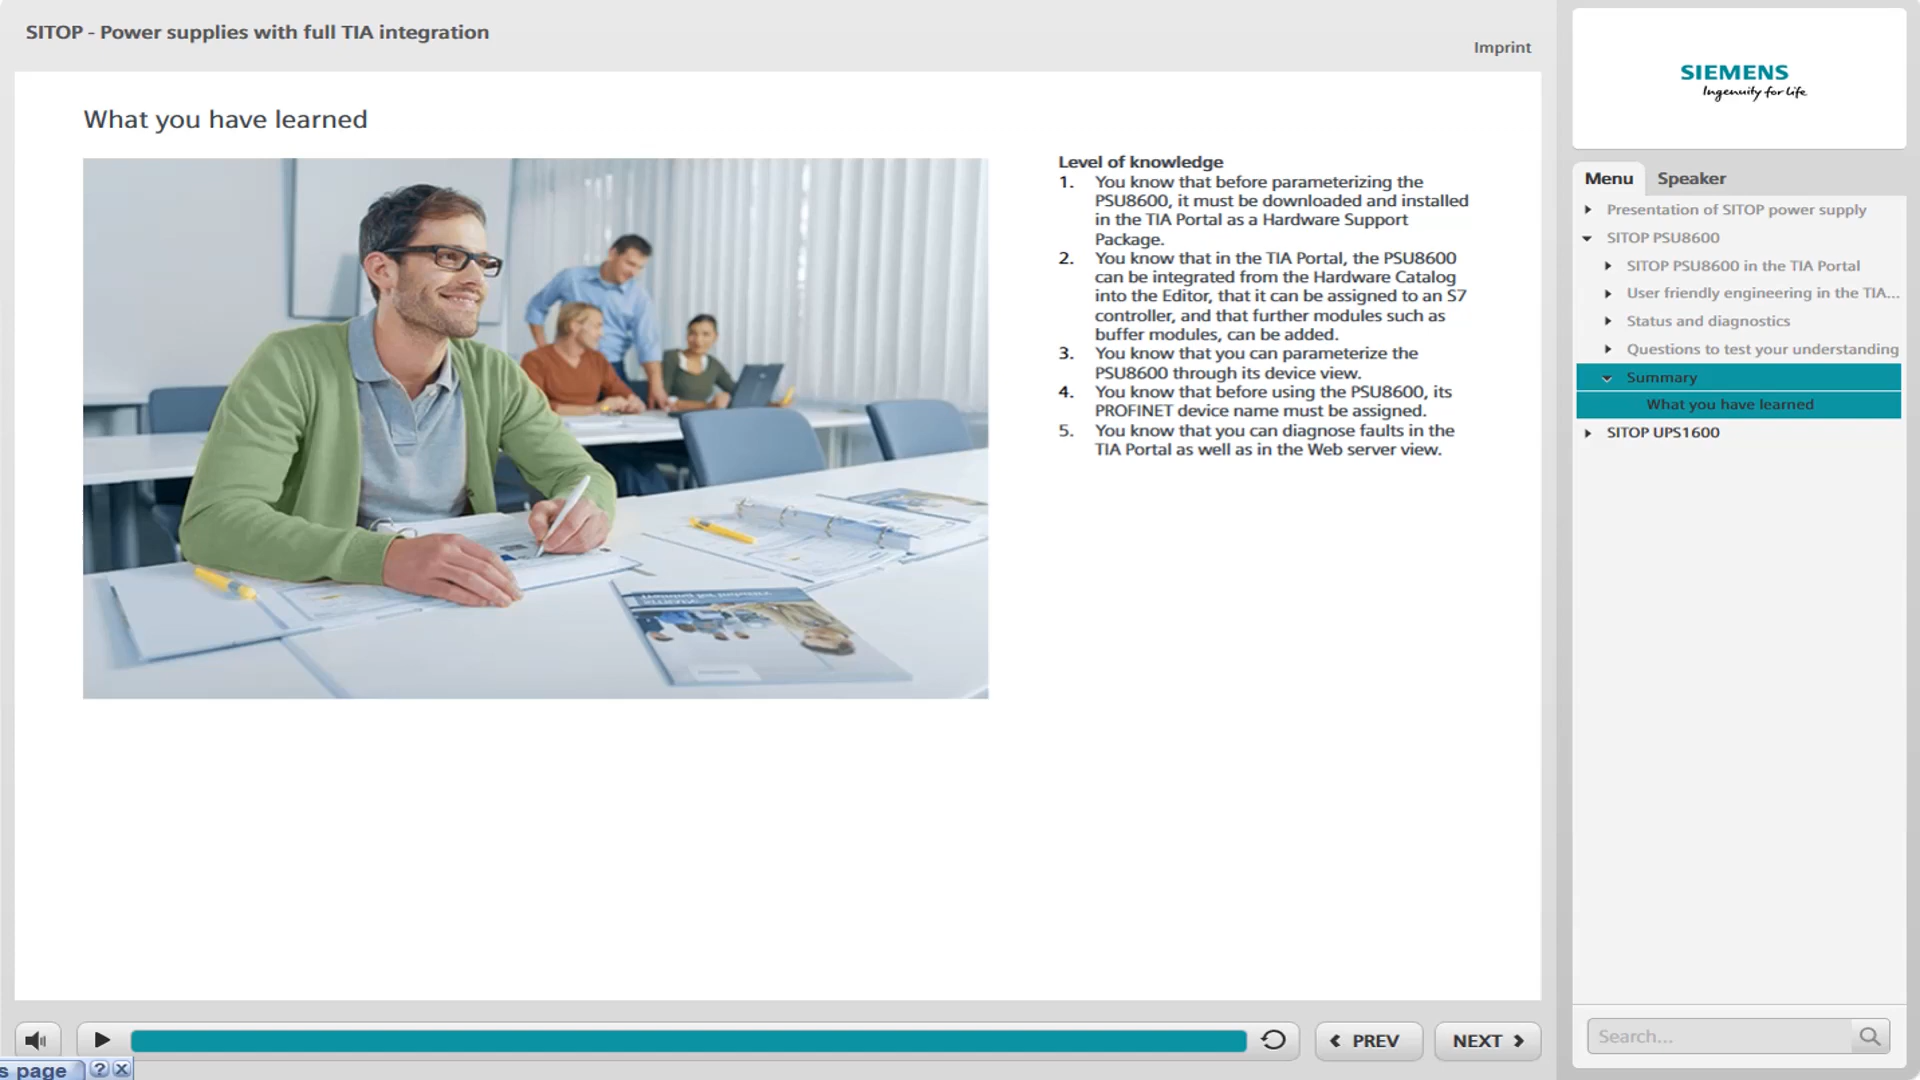 SITOP - Power supplies with full TIA integration
Imprint
What you have learned
Level of knowledge
1. You know that before parameterizing the
PSU8600, it must be downloaded and installed
in the TIA Portal as a Hardware Support
Package.
2. You know that in the TIA Portal, the PSU8600
can be integrated from the Hardware Catalog
into the Editor, that it can be assigned to an S7
controller, and that further modules such as
buffer modules, can be added.
3. You know that you can parameterize the
PSU8600 through its device view.
4. You know that before using the PSU8600, its
PROFINET device name must be assigned.
5. You know that you can diagnose faults in the
TIA Portal as well as in the Web server view.
SIEMENS
Ingenuity for life
Menu
Speaker
Presentation of SITOP power supply
SITOP PSU8600
SITOP PSU8600 in the TIA Portal
User friendly engineering in the TIA...
Status and diagnostics
Questions to test your understanding
Summary
What you have learned
SITOP UPS1600
PREV
NEXT
Search...
s page
?